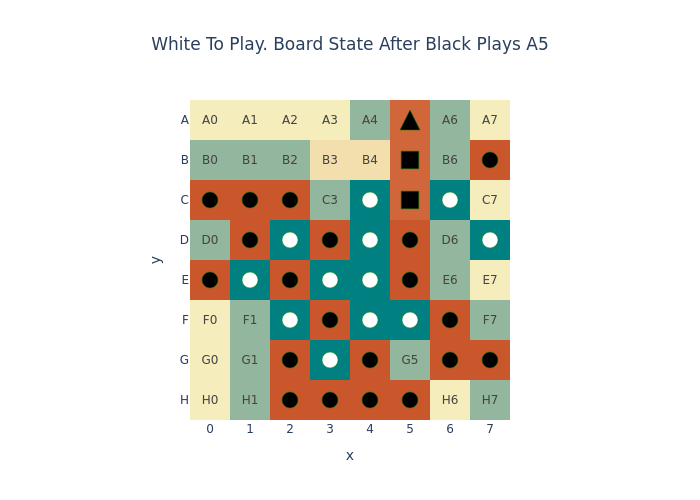 White To Play. Board State After Black Plays A5
A A0 A1 A2 A3 A4 A6 A7
B B0 B1 B2 B3 B4 B6
C C3 C7
D D0 D6
E E6 E7
F F0 F1 F7
G G0 G1 G5
H H0 H1 H6 H7
0 1 2 3 4 5 6 7
x
y